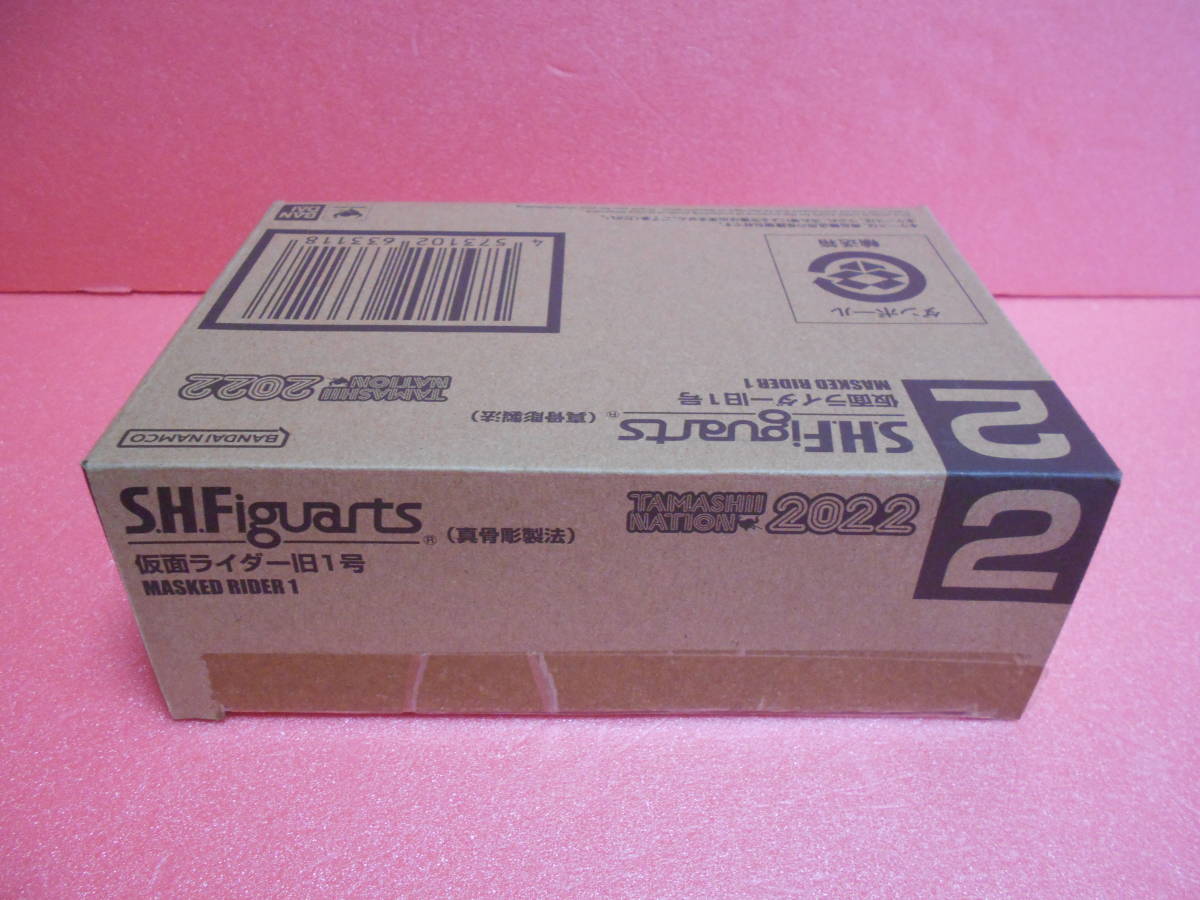 S.H.Figuarts® (真骨彫製法)
仮面ライダー旧1号
MASKED RIDER 1
TAMASHII NATION 2022
2
BANDAI NAMCO
S.H.Figuarts® (真骨彫製法)
仮面ライダー旧1号
MASKED RIDER 1
2
TAMASHII NATION 2022
4 573102 633118
BAN
DAI
ダンボール
輸送箱